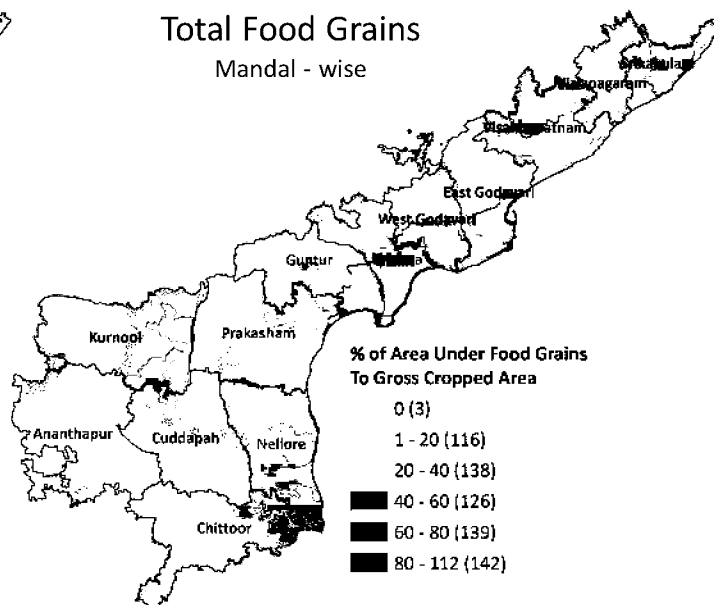 Total Food Grains
Mandal - wise
Vizianagaram
East Godavari
West Godavari
Guntur
Kurnool
Prakasham
% of Area Under Food Grains
To Gross Cropped Area
0 (3)
1 - 20 (116)
20 - 40 (138)
40 - 60 (126)
60 - 80 (139)
80 - 112 (142)
Ananthapur
Cuddapah
Nellore
Chittoor